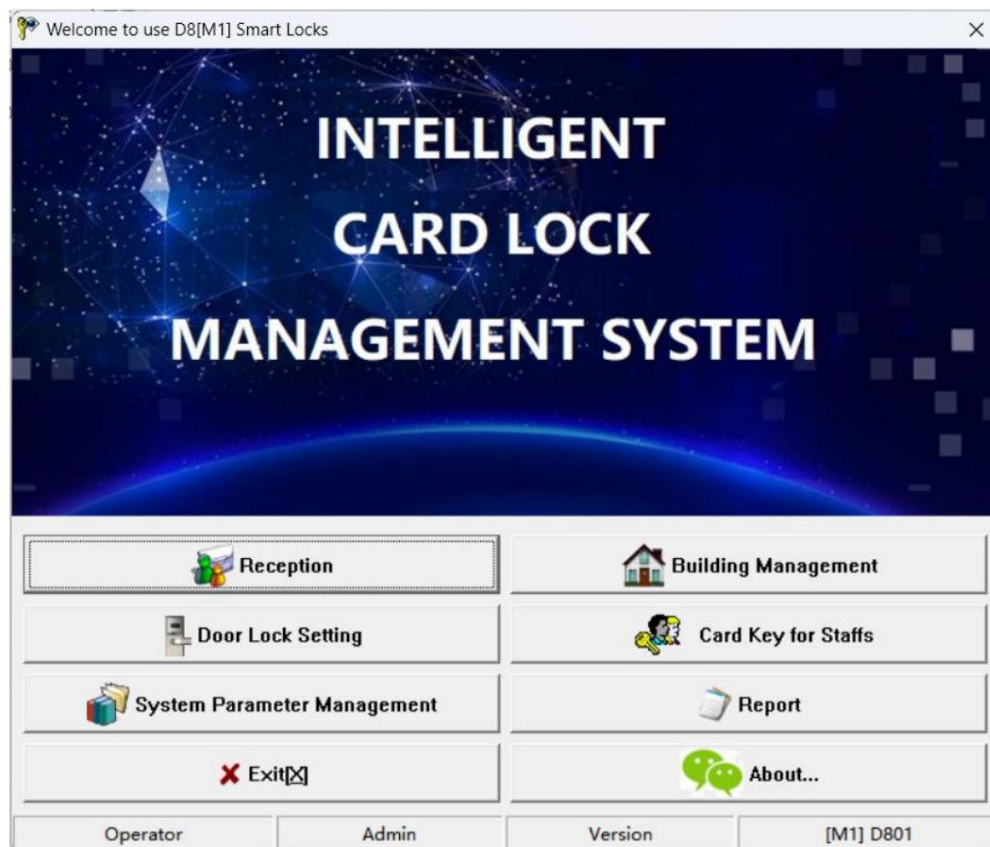 Welcome to use D8[M1] Smart Locks
INTELLIGENT
CARD LOCK
MANAGEMENT SYSTEM
Reception
Building Management
Door Lock Setting
Card Key for Staffs
System Parameter Management
Report
Exit[X]
About...
Operator Admin Version [M1] D801